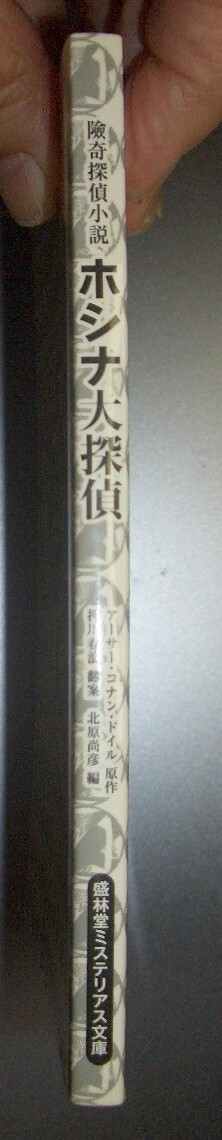 險奇探偵小説
ホシナ大探偵
アーサー・コナン・ドイル 原作
押川春浪 翻案 北原尚彦 編
盛林堂ミステリアス文庫